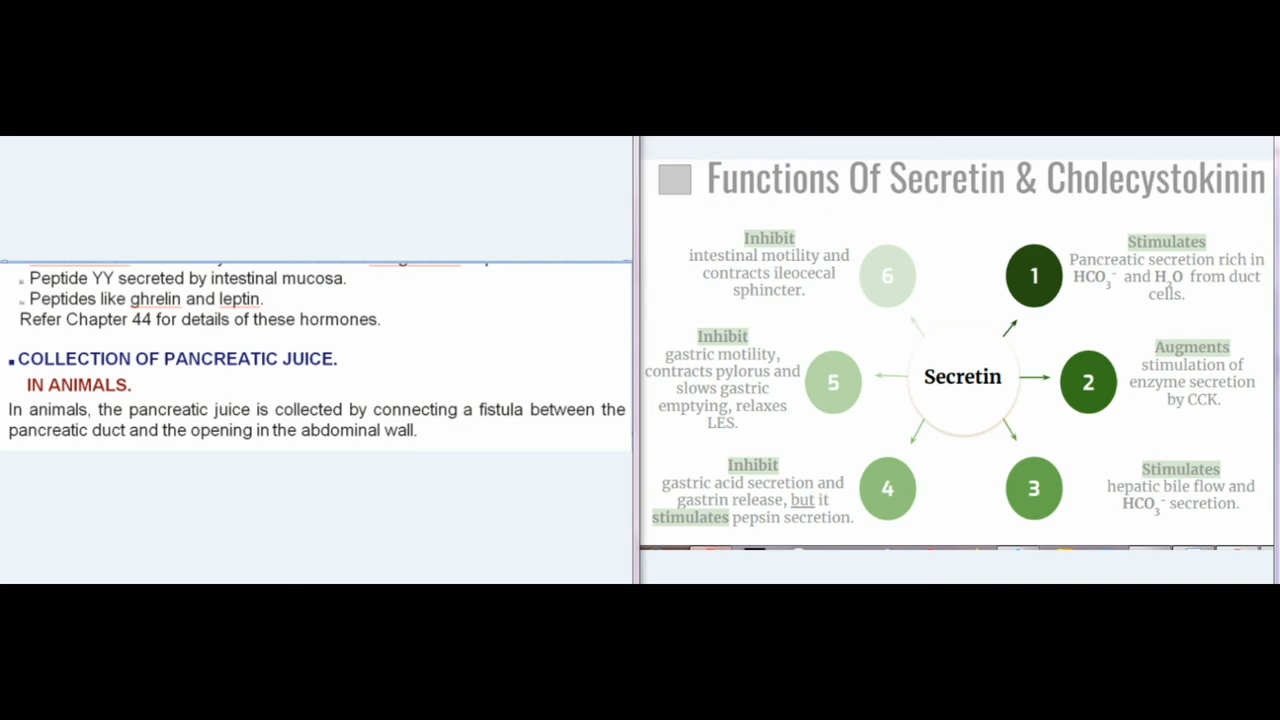 Peptide YY secreted by intestinal mucosa.
Peptides like ghrelin and leptin.
Refer Chapter 44 for details of these hormones.
COLLECTION OF PANCREATIC JUICE.
IN ANIMALS.
In animals, the pancreatic juice is collected by connecting a fistula between the
pancreatic duct and the opening in the abdominal wall.
Functions Of Secretin & Cholecystokinin
Inhibit
intestinal motility and
contracts ileocecal
sphincter.
6
1
Stimulates
Pancreatic secretion rich in
HCO₃⁻ and H₂O from duct
cells.
Inhibit
gastric motility,
contracts pylorus and
slows gastric
emptying, relaxes
LES.
5
Secretin
2
Augments
stimulation of
enzyme secretion
by CCK.
Inhibit
gastric acid secretion and
gastrin release, but it
stimulates pepsin secretion.
4
3
Stimulates
hepatic bile flow and
HCO₃⁻ secretion.